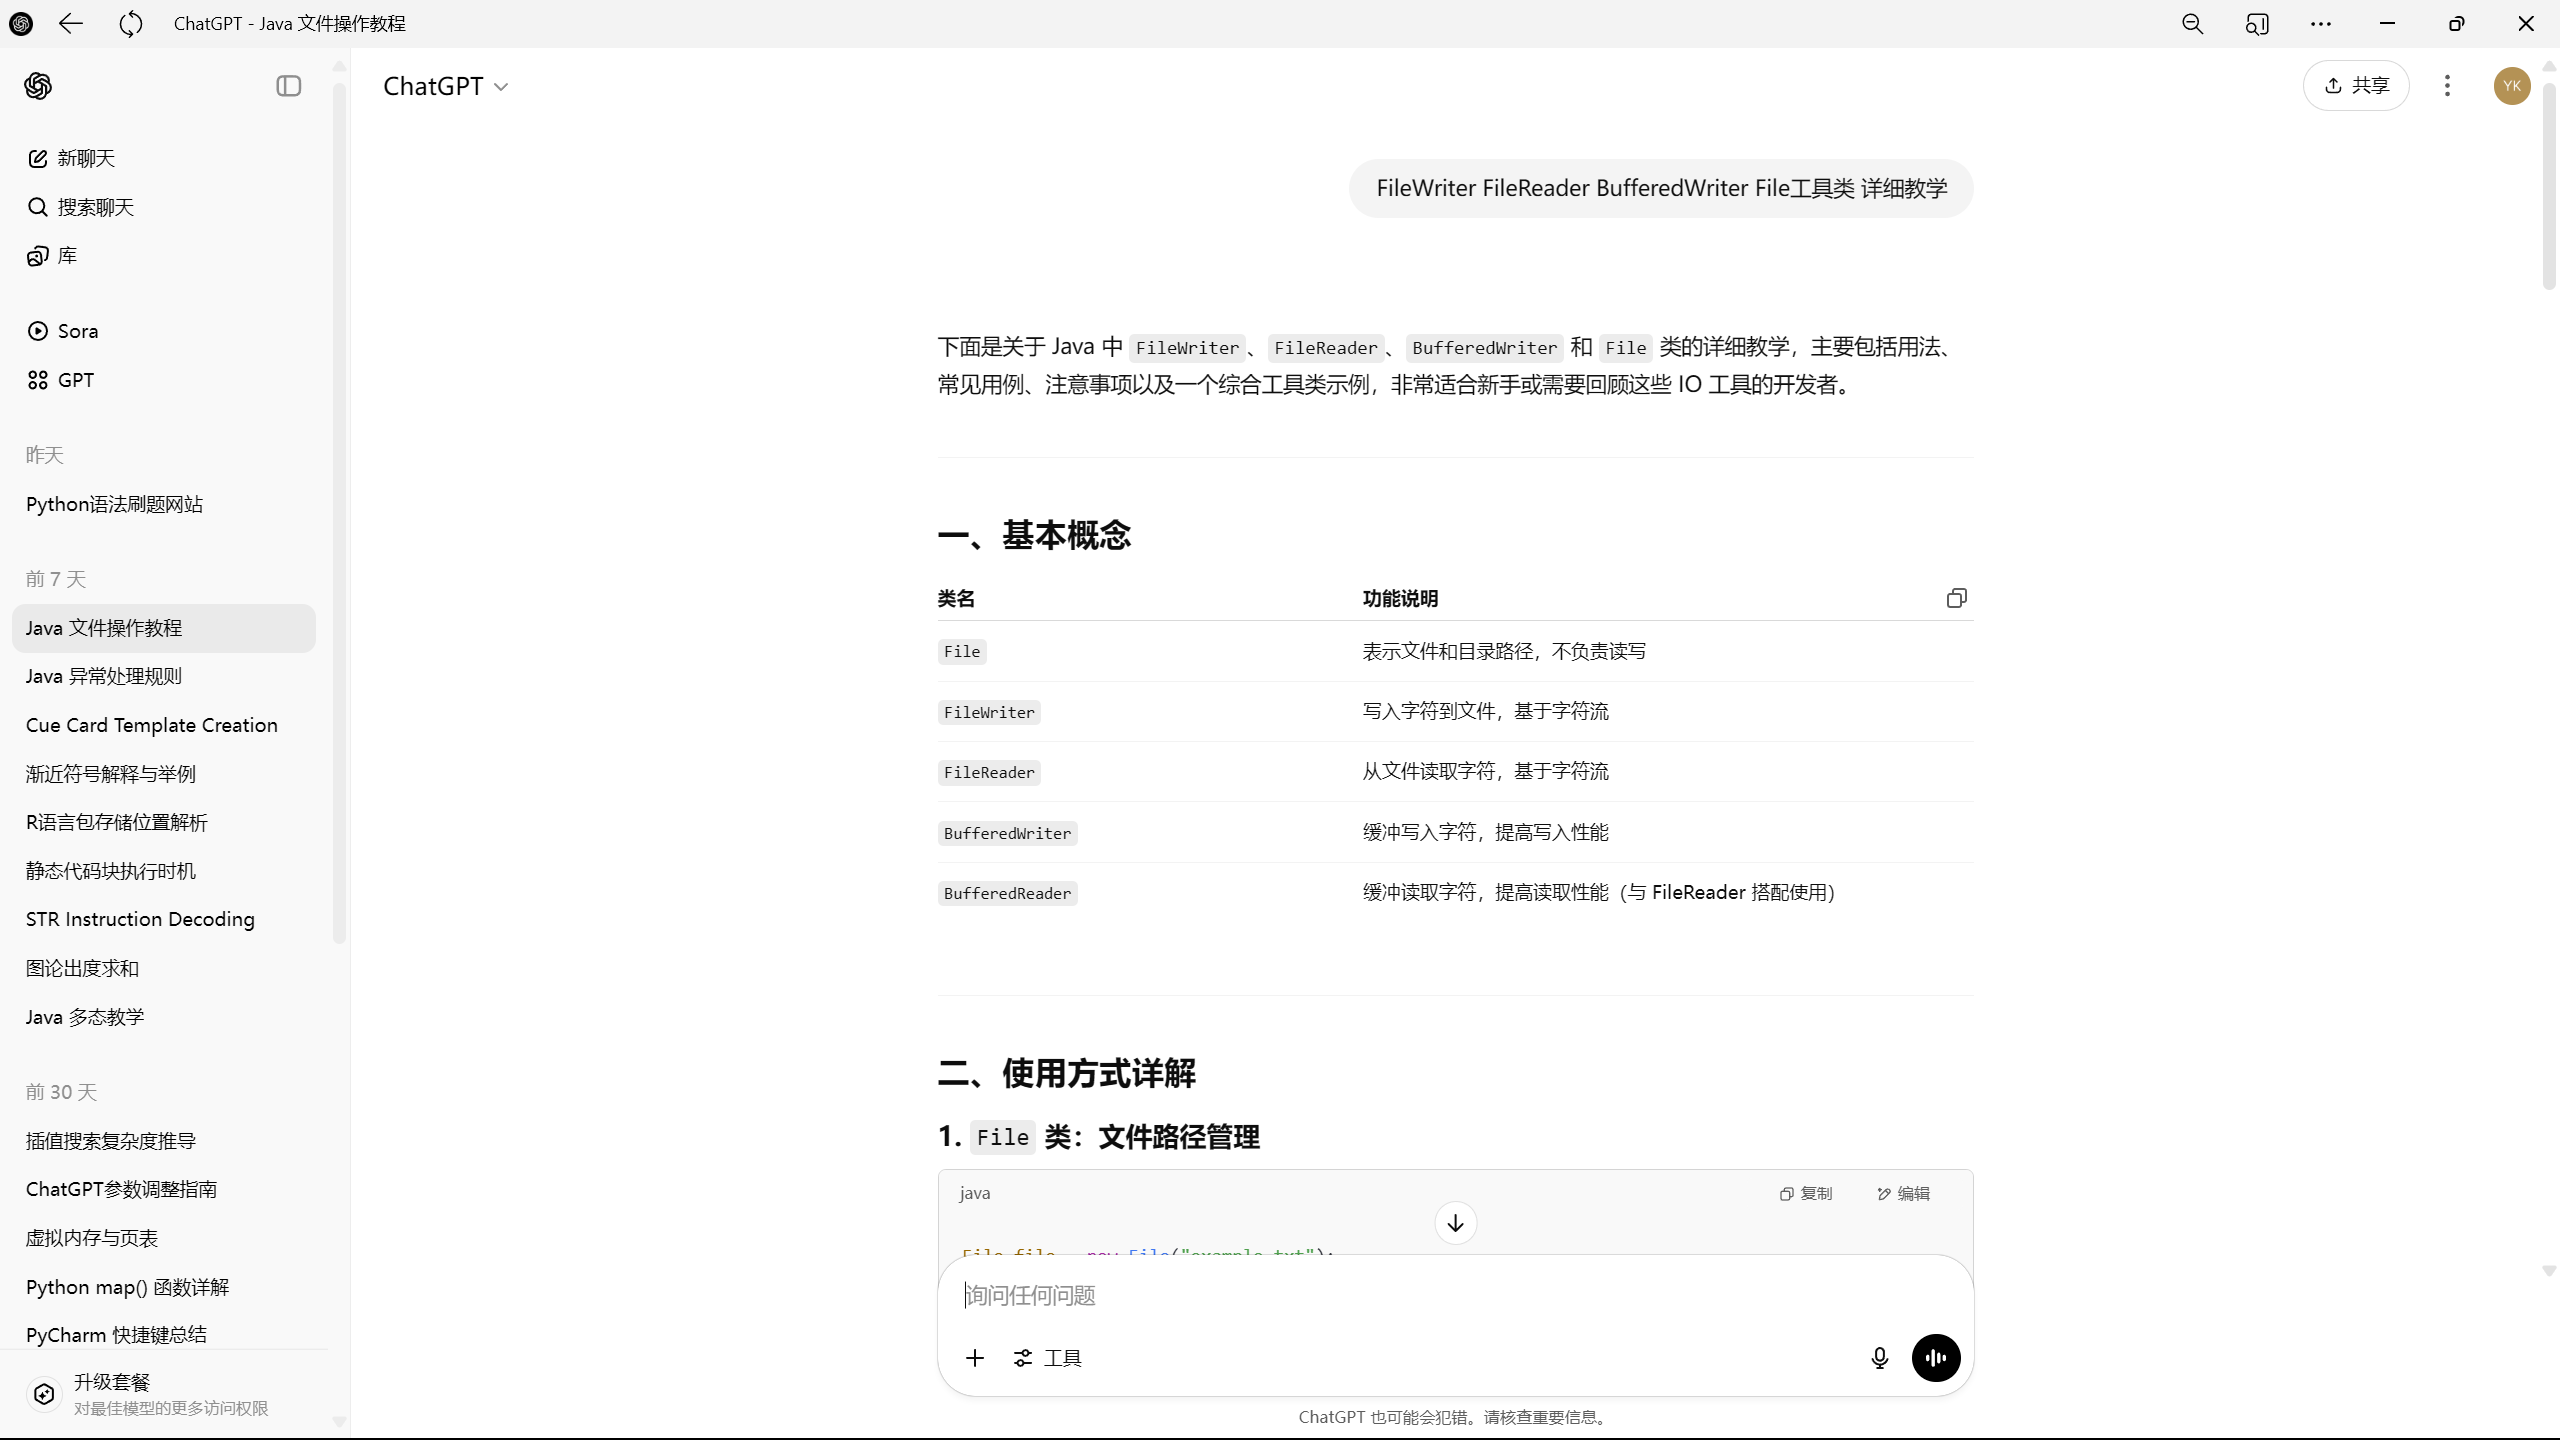 ChatGPT - Java 文件操作教程
ChatGPT
共享
YK
新聊天
搜索聊天
库
Sora
GPT
昨天
Python语法刷题网站
前 7 天
Java 文件操作教程
Java 异常处理规则
Cue Card Template Creation
渐近符号解释与举例
R语言包存储位置解析
静态代码块执行时机
STR Instruction Decoding
图论出度求和
Java 多态教学
前 30 天
插值搜索复杂度推导
ChatGPT参数调整指南
虚拟内存与页表
Python map() 函数详解
PyCharm 快捷键总结
升级套餐
对最佳模型的更多访问权限
FileWriter FileReader BufferedWriter File工具类 详细教学
下面是关于 Java 中 FileWriter、FileReader、BufferedWriter 和 File 类的详细教学，主要包括用法、
常见用例、注意事项以及一个综合工具类示例，非常适合新手或需要回顾这些 IO 工具的开发者。
一、基本概念
类名 功能说明
File 表示文件和目录路径，不负责读写
FileWriter 写入字符到文件，基于字符流
FileReader 从文件读取字符，基于字符流
BufferedWriter 缓冲写入字符，提高写入性能
BufferedReader 缓冲读取字符，提高读取性能（与 FileReader 搭配使用）
二、使用方式详解
1. File 类：文件路径管理
java 复制 编辑
File file = new File("example.txt");
询问任何问题
工具
ChatGPT 也可能会犯错。请核查重要信息。